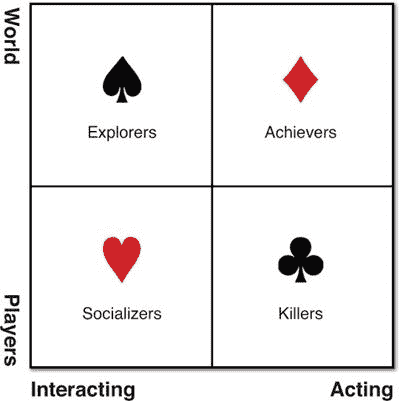 World
Explorers
Achievers
Players
Socializers
Killers
Interacting
Acting